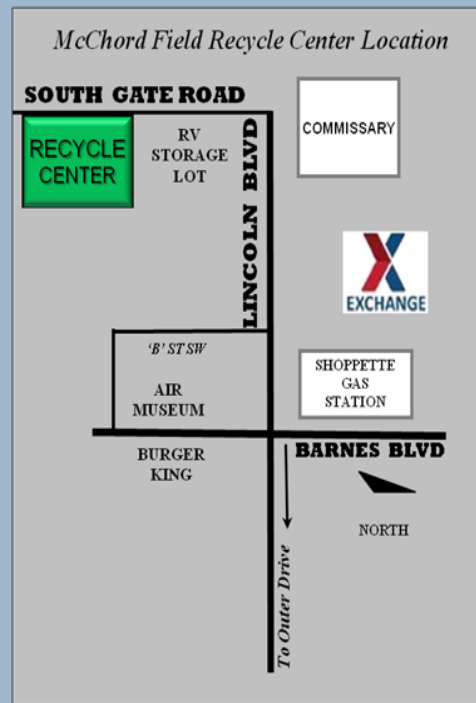 McChord Field Recycle Center Location
SOUTH GATE ROAD
RECYCLE
CENTER
RV
STORAGE
LOT
LINCOLN BLVD
COMMISSARY
X
EXCHANGE
'B' ST SW
AIR
MUSEUM
SHOPPETTE
GAS
STATION
BURGER
KING
BARNES BLVD
NORTH
To Outer Drive